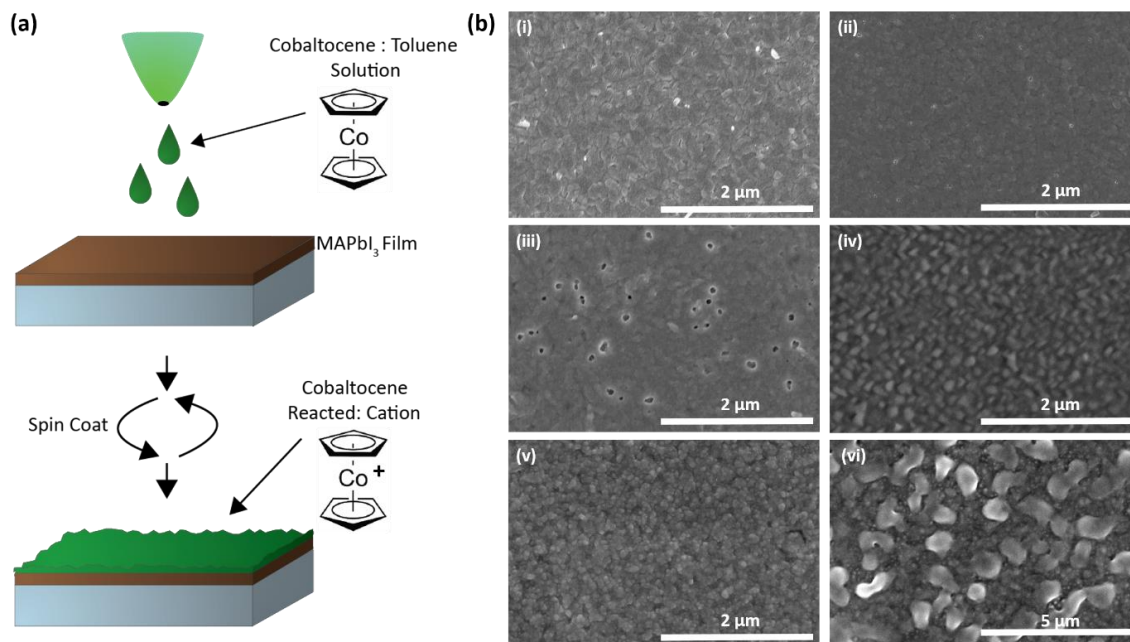 (a)
Cobaltocene : Toluene
Solution
Co
MAPbI₃ Film
Spin Coat
Cobaltocene
Reacted: Cation
Co+
(b)
(i)
2 µm
(ii)
2 µm
(iii)
2 µm
(iv)
2 µm
(v)
2 µm
(vi)
5 µm